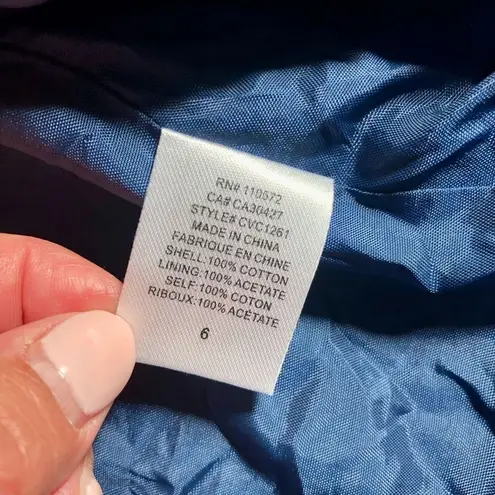 RN# 110572
CA# CA30427
STYLE# CVC1261
MADE IN CHINA
FABRIQUE EN CHINE
SHELL:100% COTTON
LINING:100% ACETATE
SELF:100% COTON
RIBOUX:100% ACÉTATE
6